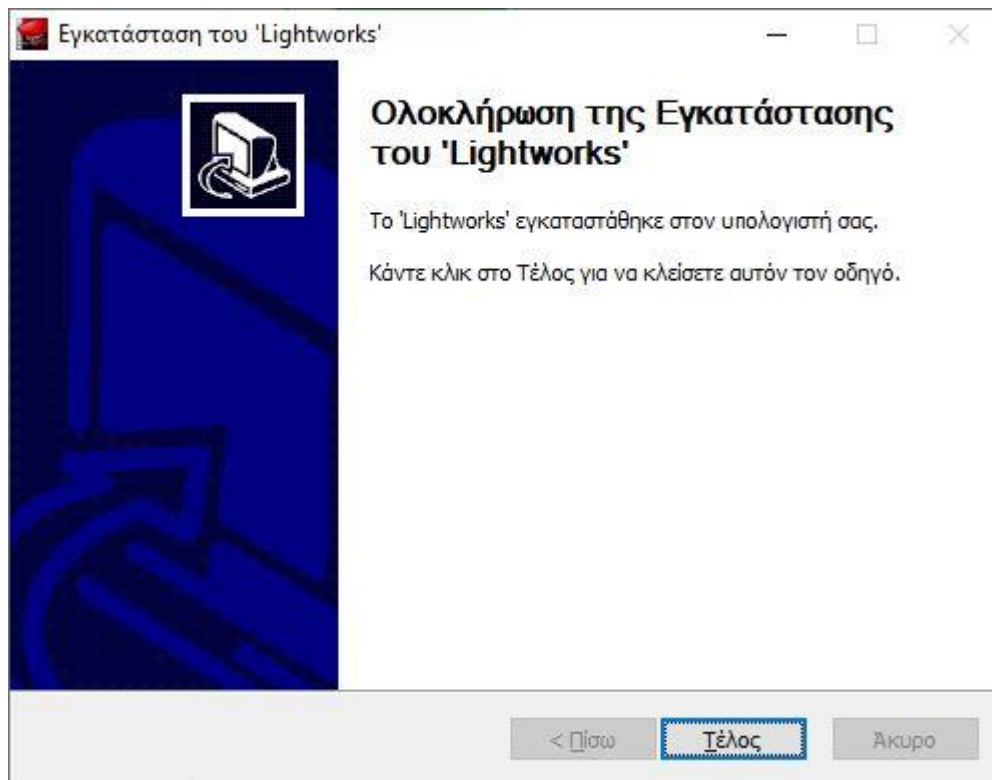 Εγκατάσταση του 'Lightworks'
Ολοκλήρωση της Εγκατάστασης
του 'Lightworks'
Το 'Lightworks' εγκαταστάθηκε στον υπολογιστή σας.
Κάντε κλικ στο Τέλος για να κλείσετε αυτόν τον οδηγό.
< Πίσω
Τέλος
Άκυρο